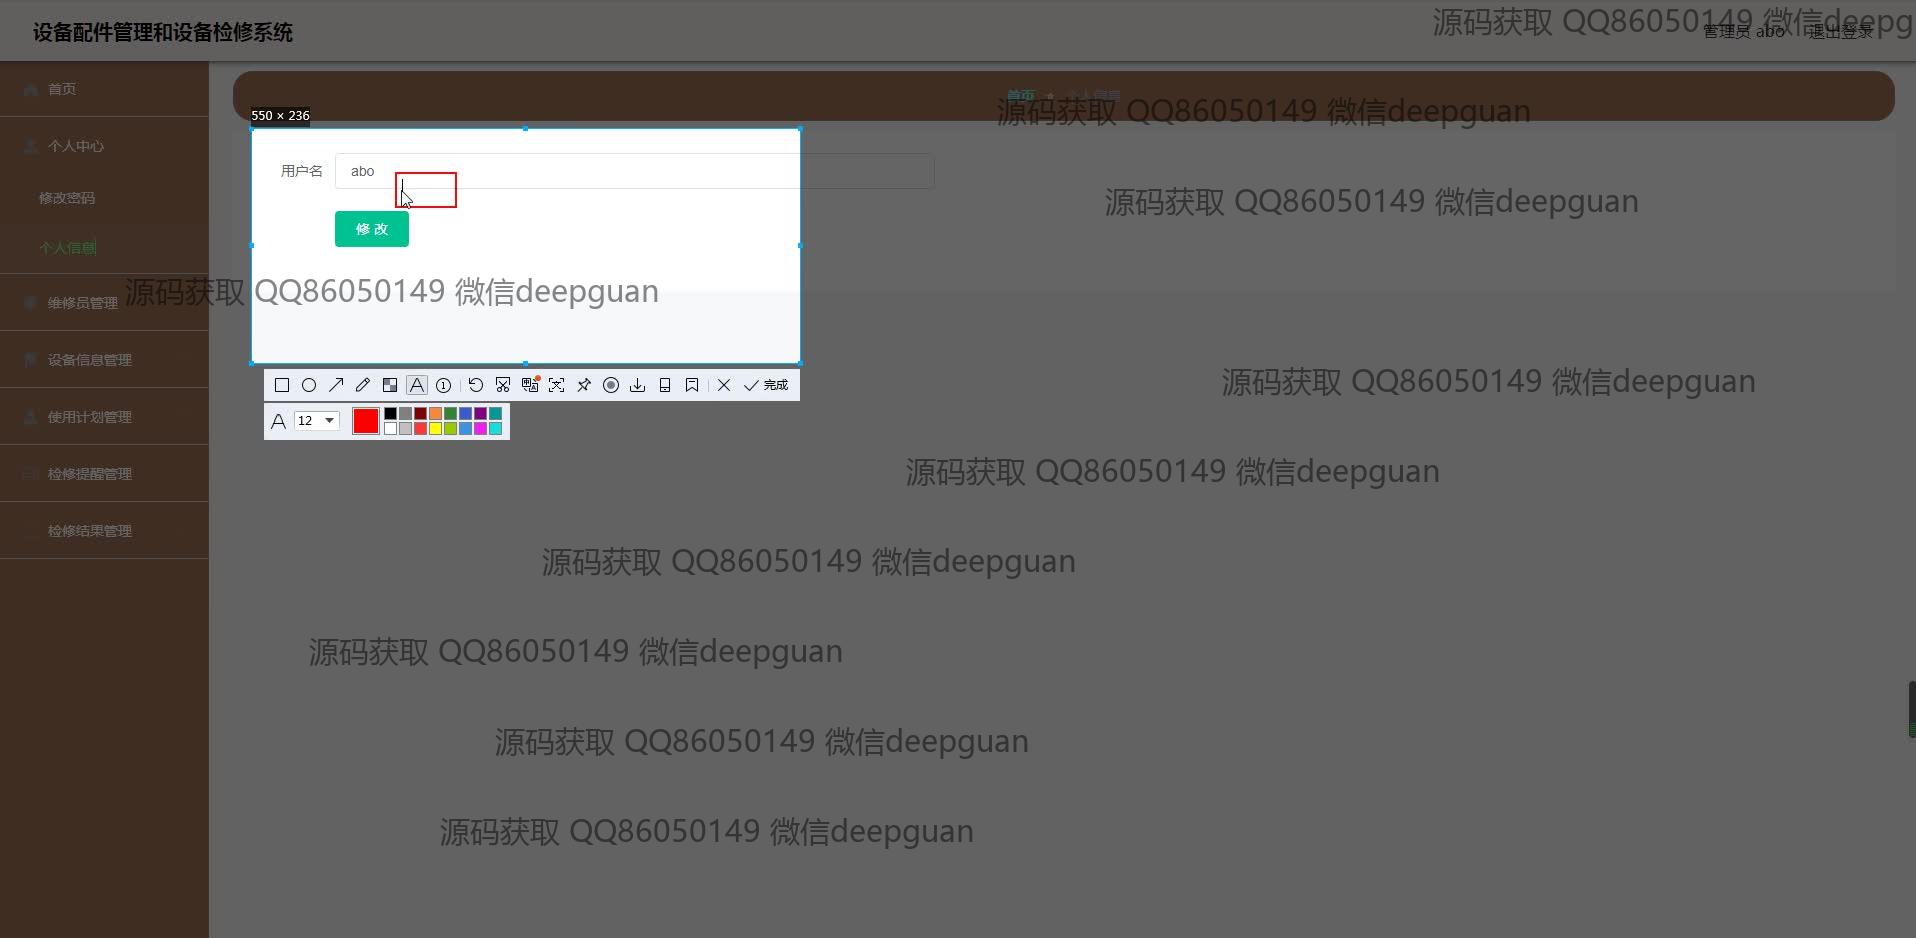 设备配件管理和设备检修系统
源码获取 QQ86050149 微信deepg
管理员 abo
退出登录
首页
首页
个人信息
源码获取 QQ86050149 微信deepguan
550 × 236
个人中心
用户名
abo
修改密码
源码获取 QQ86050149 微信deepguan
修 改
个人信息
源码获取 QQ86050149 微信deepguan
维修员管理
设备信息管理
1
完成
源码获取 QQ86050149 微信deepguan
A
12
使用计划管理
检修提醒管理
源码获取 QQ86050149 微信deepguan
检修结果管理
源码获取 QQ86050149 微信deepguan
源码获取 QQ86050149 微信deepguan
源码获取 QQ86050149 微信deepguan
源码获取 QQ86050149 微信deepguan